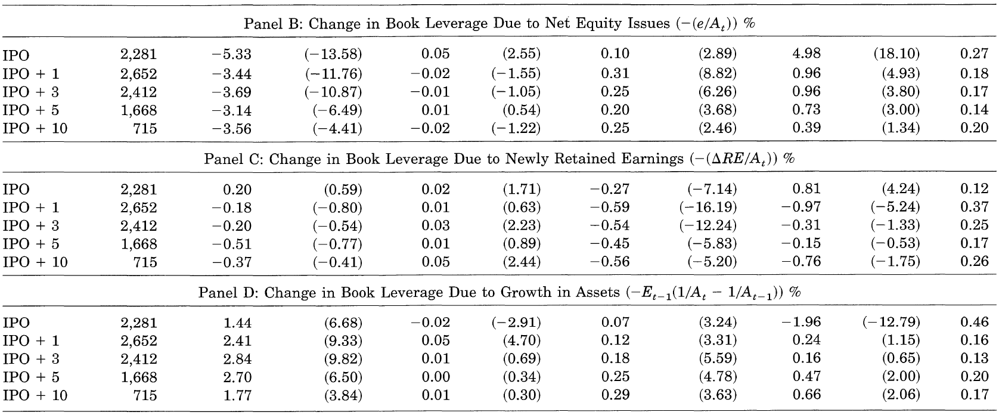 Panel B: Change in Book Leverage Due to Net Equity Issues (−(e/Aₜ)) %
IPO 2,281 −5.33 (−13.58) 0.05 (2.55) 0.10 (2.89) 4.98 (18.10) 0.27
IPO + 1 2,652 −3.44 (−11.76) −0.02 (−1.55) 0.31 (8.82) 0.96 (4.93) 0.18
IPO + 3 2,412 −3.69 (−10.87) −0.01 (−1.05) 0.25 (6.26) 0.96 (3.80) 0.17
IPO + 5 1,668 −3.14 (−6.49) 0.01 (0.54) 0.20 (3.68) 0.73 (3.00) 0.14
IPO + 10 715 −3.56 (−4.41) −0.02 (−1.22) 0.25 (2.46) 0.39 (1.34) 0.20
Panel C: Change in Book Leverage Due to Newly Retained Earnings (−(ΔRE/Aₜ)) %
IPO 2,281 0.20 (0.59) 0.02 (1.71) −0.27 (−7.14) 0.81 (4.24) 0.12
IPO + 1 2,652 −0.18 (−0.80) 0.01 (0.63) −0.59 (−16.19) −0.97 (−5.24) 0.37
IPO + 3 2,412 −0.20 (−0.54) 0.03 (2.23) −0.54 (−12.24) −0.31 (−1.33) 0.25
IPO + 5 1,668 −0.51 (−0.77) 0.01 (0.89) −0.45 (−5.83) −0.15 (−0.53) 0.17
IPO + 10 715 −0.37 (−0.41) 0.05 (2.44) −0.56 (−5.20) −0.76 (−1.75) 0.26
Panel D: Change in Book Leverage Due to Growth in Assets (−Eₜ₋₁(1/Aₜ − 1/Aₜ₋₁)) %
IPO 2,281 1.44 (6.68) −0.02 (−2.91) 0.07 (3.24) −1.96 (−12.79) 0.46
IPO + 1 2,652 2.41 (9.33) 0.05 (4.70) 0.12 (3.31) 0.24 (1.15) 0.16
IPO + 3 2,412 2.84 (9.82) 0.01 (0.69) 0.18 (5.59) 0.16 (0.65) 0.13
IPO + 5 1,668 2.70 (6.50) 0.00 (0.34) 0.25 (4.78) 0.47 (2.00) 0.20
IPO + 10 715 1.77 (3.84) 0.01 (0.30) 0.29 (3.63) 0.66 (2.06) 0.17